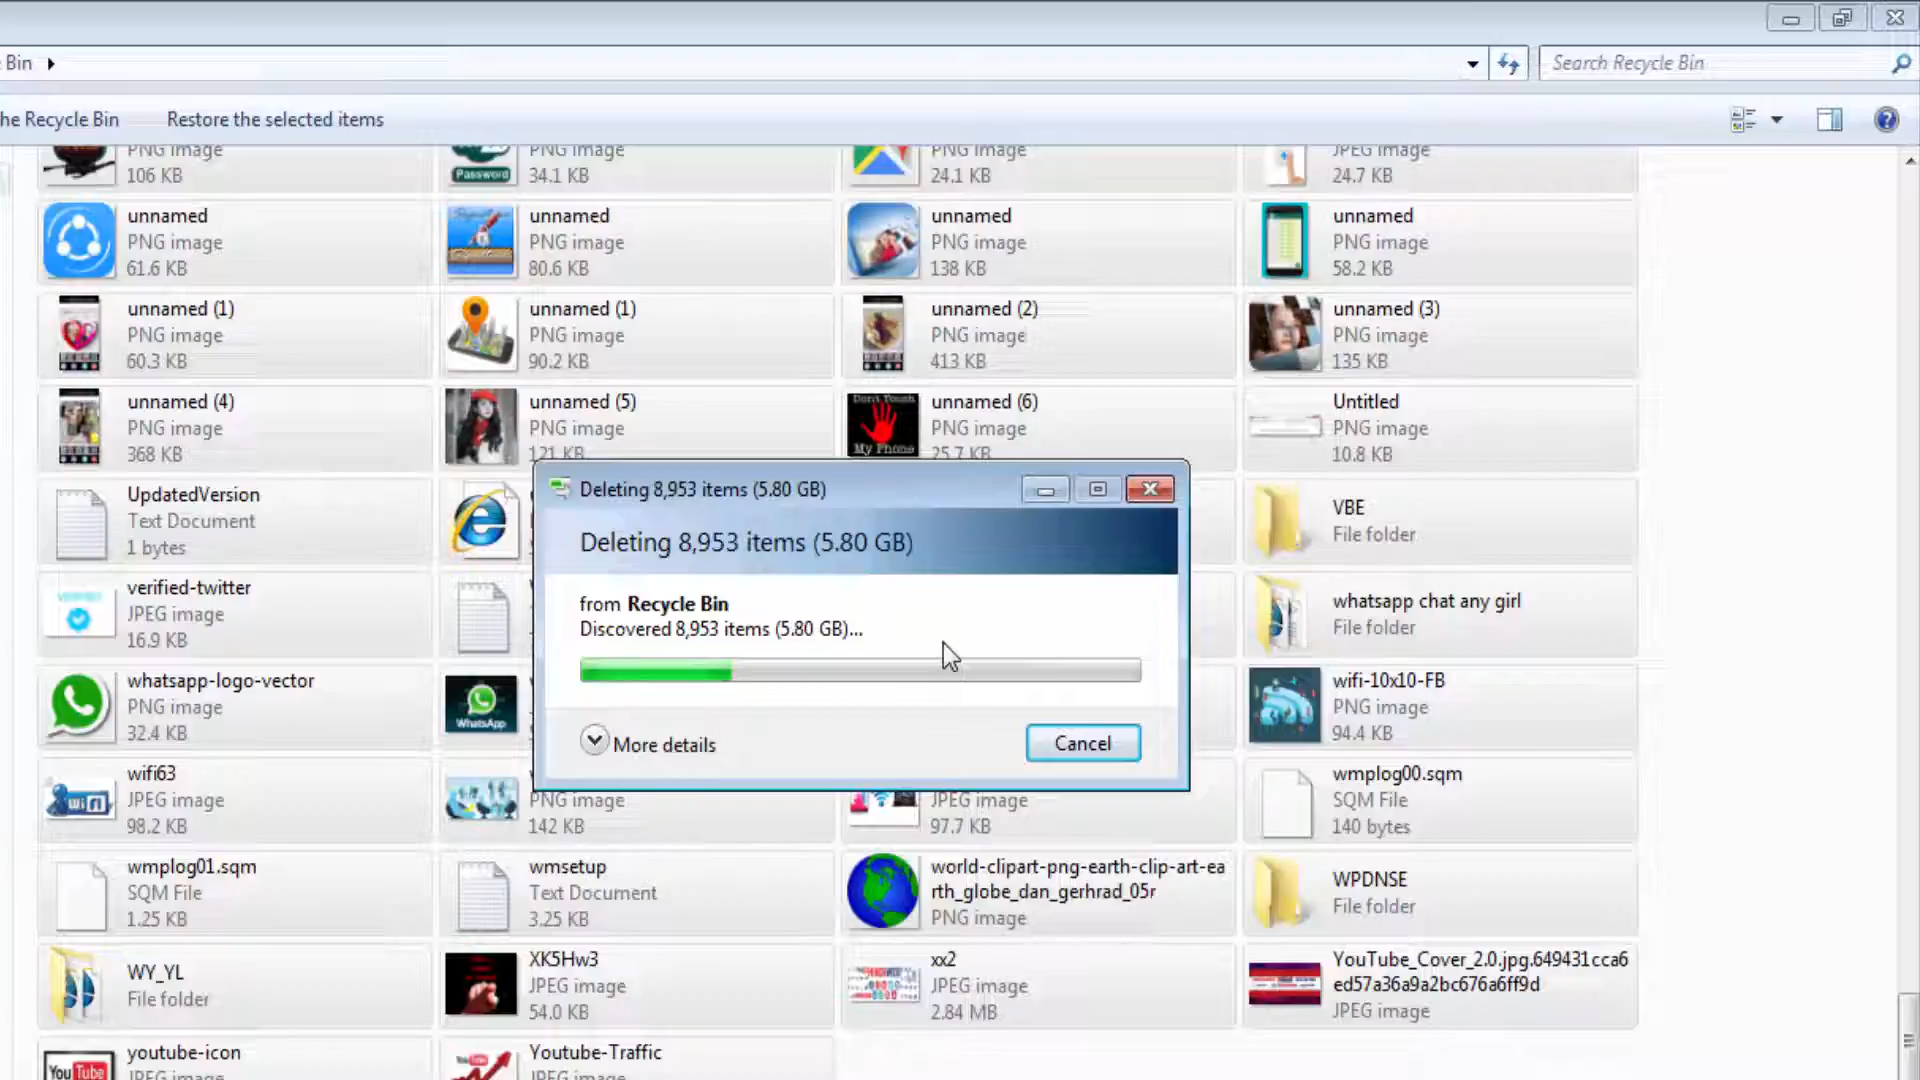 Bin
Search Recycle Bin
he Recycle Bin
Restore the selected items
PNG image
106 KB
Password
PNG image
34.1 KB
PNG image
24.1 KB
JPEG image
24.7 KB
unnamed
PNG image
61.6 KB
unnamed
PNG image
80.6 KB
unnamed
PNG image
138 KB
unnamed
PNG image
58.2 KB
unnamed (1)
PNG image
60.3 KB
unnamed (1)
PNG image
90.2 KB
unnamed (2)
PNG image
413 KB
unnamed (3)
PNG image
135 KB
unnamed (4)
PNG image
368 KB
unnamed (5)
PNG image
121 KB
Don't Touch
My Phone
unnamed (6)
PNG image
25.7 KB
Untitled
PNG image
10.8 KB
UpdatedVersion
Text Document
1 bytes
VBE
File folder
Deleting 8,953 items (5.80 GB)
Deleting 8,953 items (5.80 GB)
from Recycle Bin
Discovered 8,953 items (5.80 GB)...
More details
Cancel
verified-twitter
JPEG image
16.9 KB
whatsapp chat any girl
File folder
whatsapp-logo-vector
PNG image
32.4 KB
WhatsApp
wifi-10x10-FB
PNG image
94.4 KB
wifi63
JPEG image
98.2 KB
PNG image
142 KB
JPEG image
97.7 KB
wmplog00.sqm
SQM File
140 bytes
wmplog01.sqm
SQM File
1.25 KB
wmsetup
Text Document
3.25 KB
world-clipart-png-earth-clip-art-ea
rth_globe_dan_gerhrad_05r
PNG image
WPDNSE
File folder
WY_YL
File folder
XK5Hw3
JPEG image
54.0 KB
xx2
JPEG image
2.84 MB
YouTube_Cover_2.0.jpg.649431cca6
ed57a36a9a2bc676a6ff9d
JPEG image
You Tube
youtube-icon
JPEG image
Youtube-Traffic
JPEG image